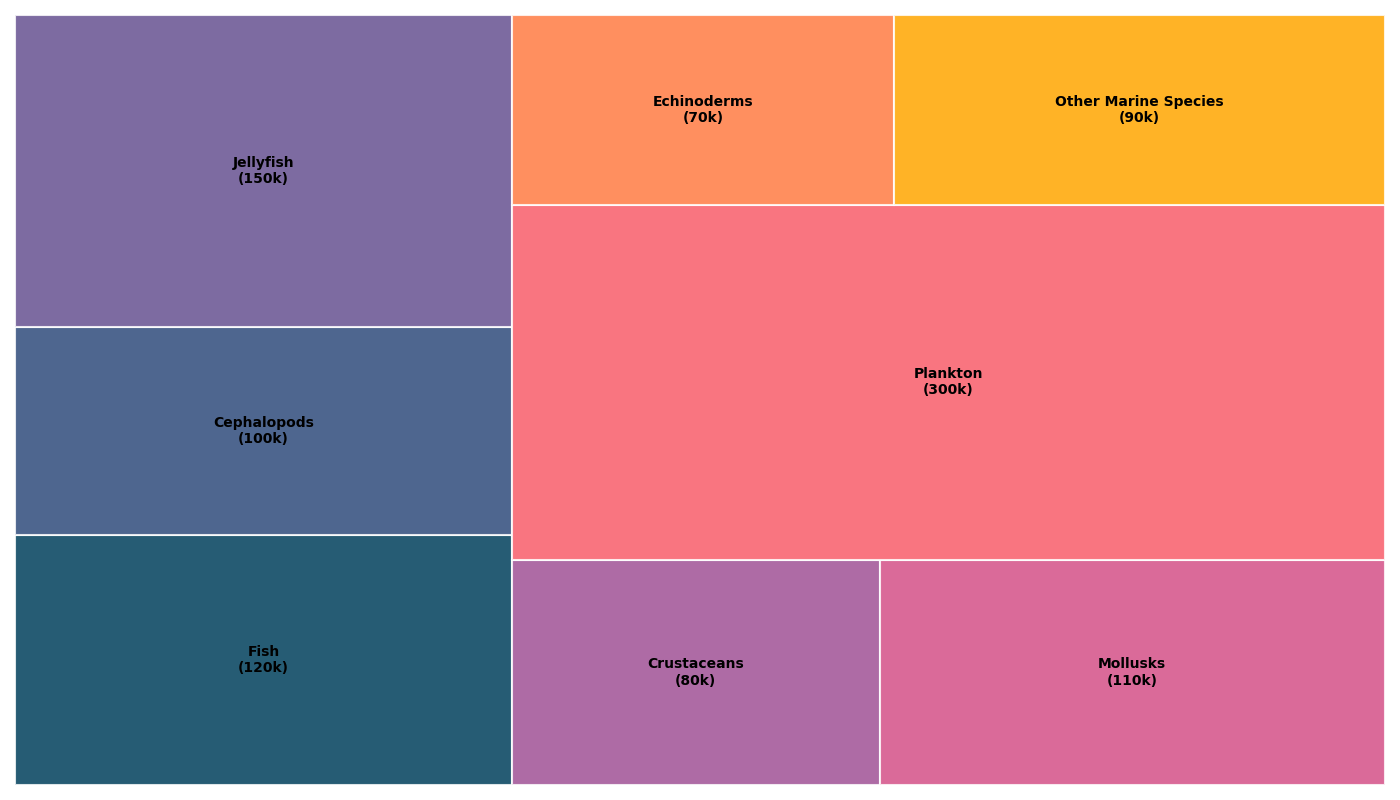 Jellyfish
(150k)
Cephalopods
(100k)
Fish
(120k)
Echinoderms
(70k)
Other Marine Species
(90k)
Plankton
(300k)
Crustaceans
(80k)
Mollusks
(110k)